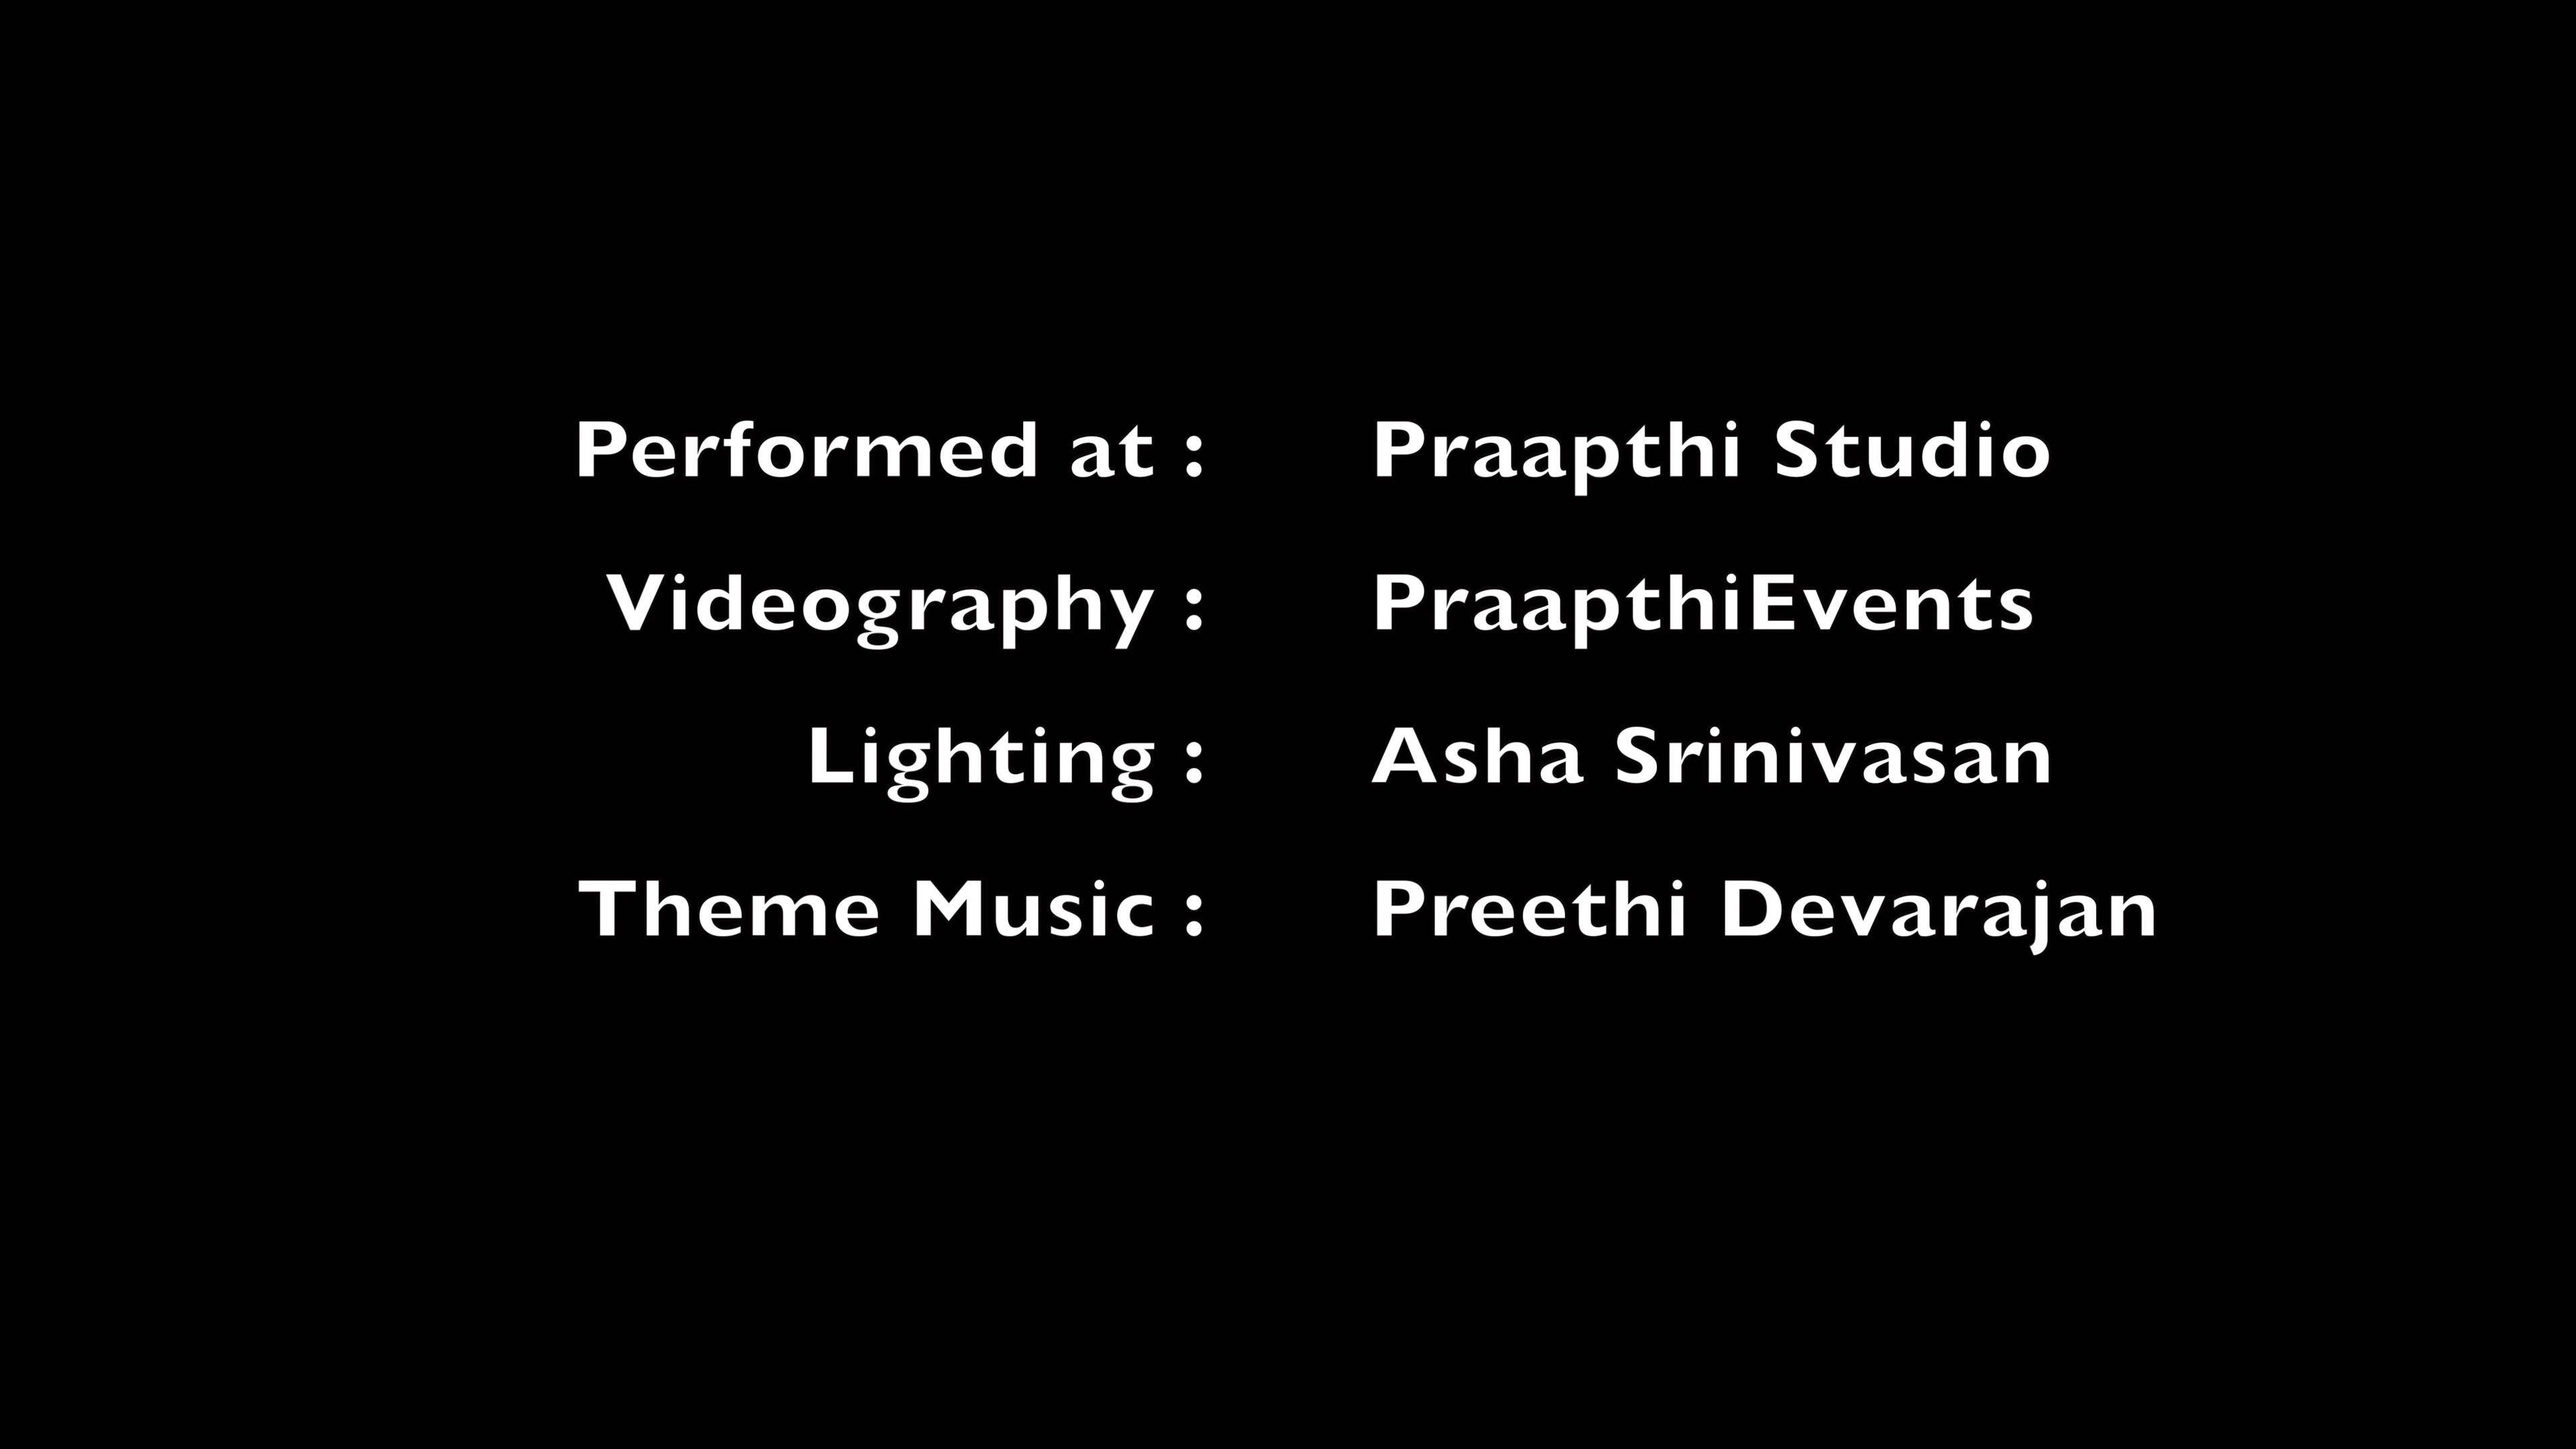 Performed at : Praapthi Studio
Videography : PraapthiEvents
Lighting : Asha Srinivasan
Theme Music : Preethi Devarajan